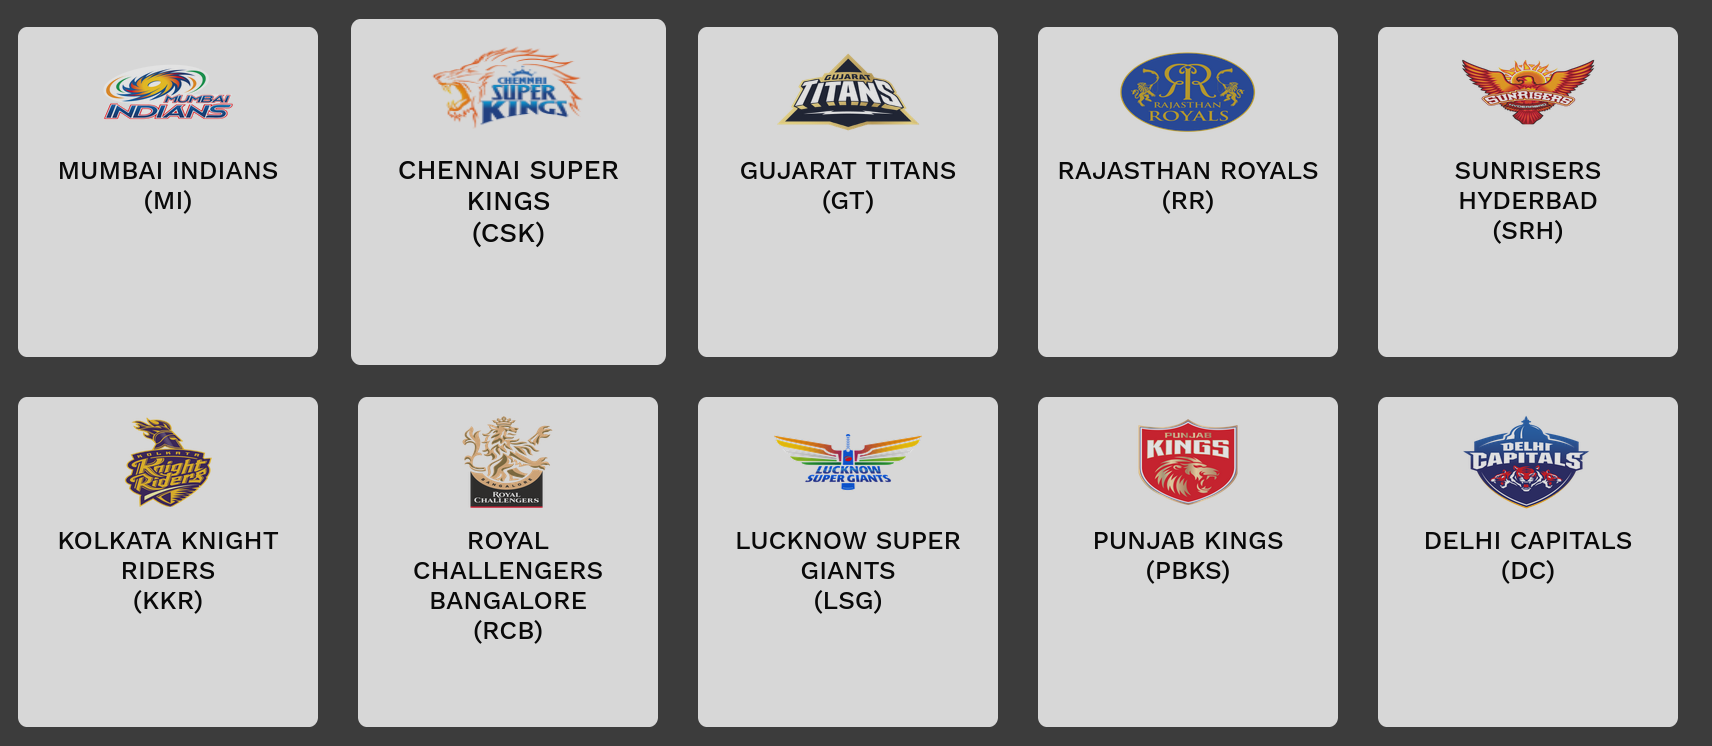 MUMBAI
INDIANS
MUMBAI INDIANS
(MI)
CHENNAI
SUPER
KINGS
CHENNAI SUPER
KINGS
(CSK)
GUJARAT
TITANS
GUJARAT TITANS
(GT)
RR
RAJASTHAN
ROYALS
RAJASTHAN ROYALS
(RR)
SUNRISERS
SUNRISERS
HYDERBAD
(SRH)
KOLKATA
Knight
Riders
KOLKATA KNIGHT
RIDERS
(KKR)
BANGALORE
ROYAL
CHALLENGERS
ROYAL
CHALLENGERS
BANGALORE
(RCB)
LUCKNOW
SUPER GIANTS
LUCKNOW SUPER
GIANTS
(LSG)
PUNJAB
KINGS
PUNJAB KINGS
(PBKS)
DELHI
CAPITALS
DELHI CAPITALS
(DC)